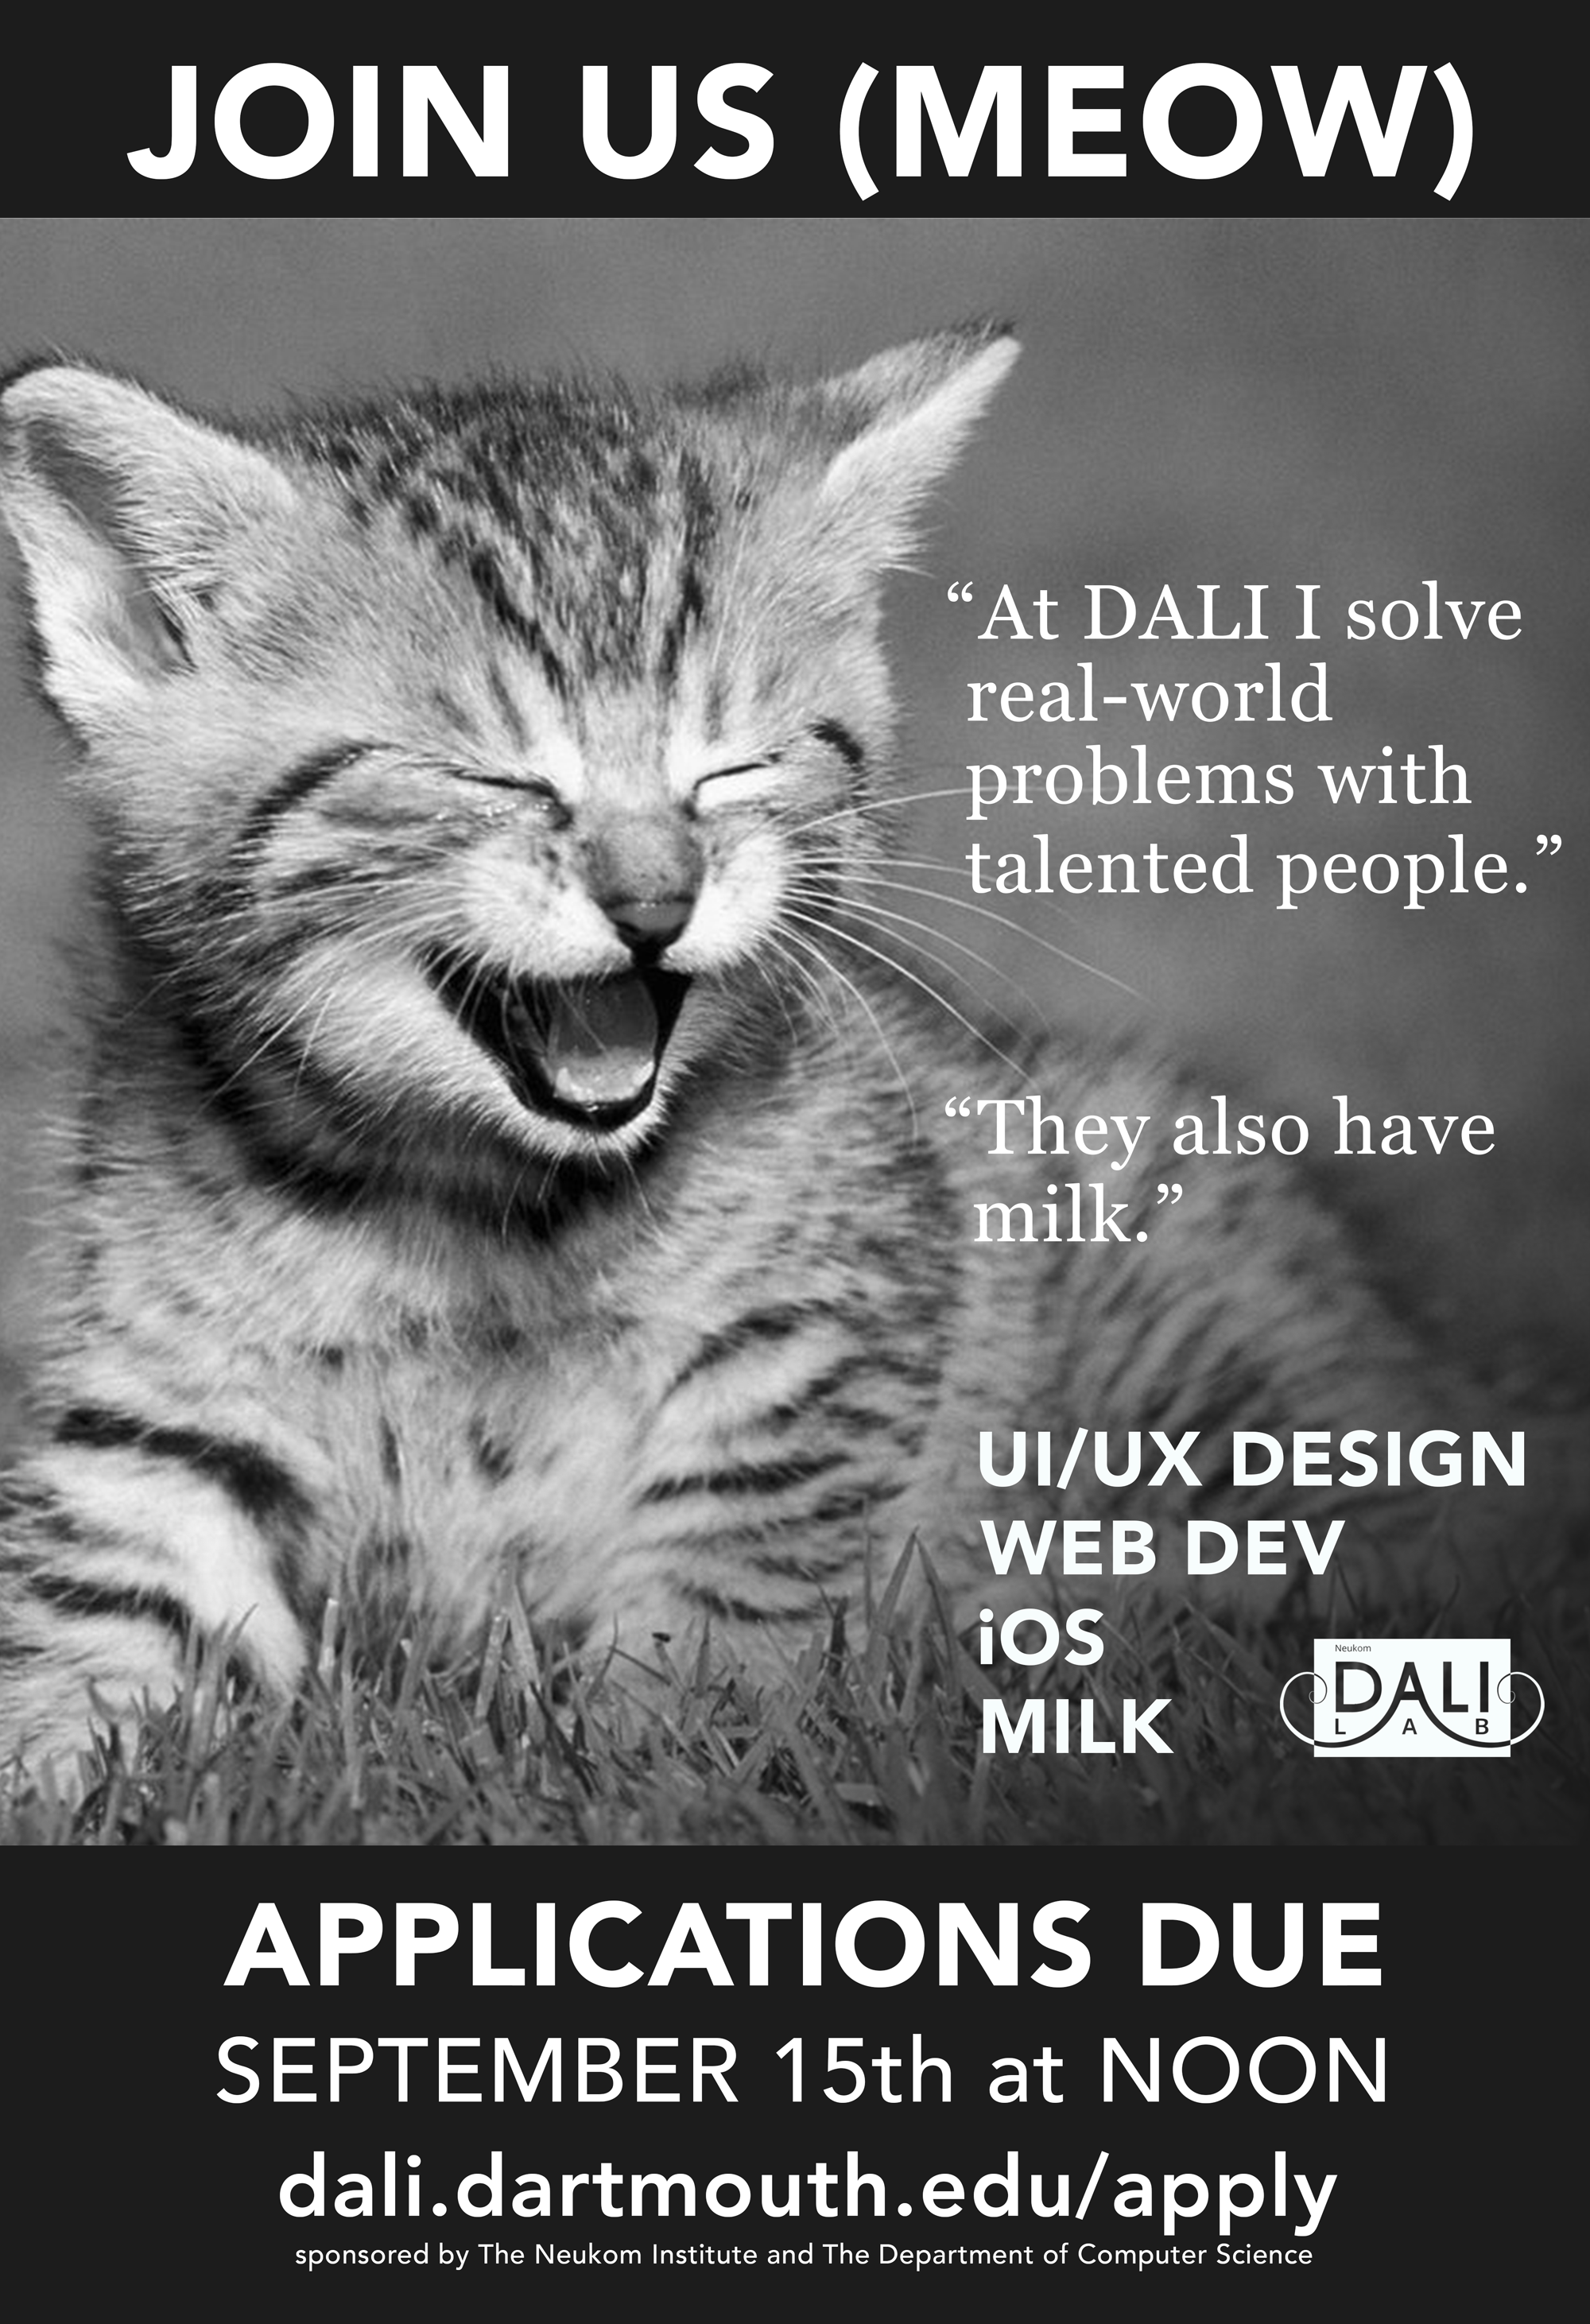 JOIN US (MEOW)
“At DALI I solve
real-world
problems with
talented people.”
“They also have
milk.”
UI/UX DESIGN
WEB DEV
iOS
MILK
Neukom
DALI
LAB
APPLICATIONS DUE
SEPTEMBER 15th at NOON
dali.dartmouth.edu/apply
sponsored by The Neukom Institute and The Department of Computer Science